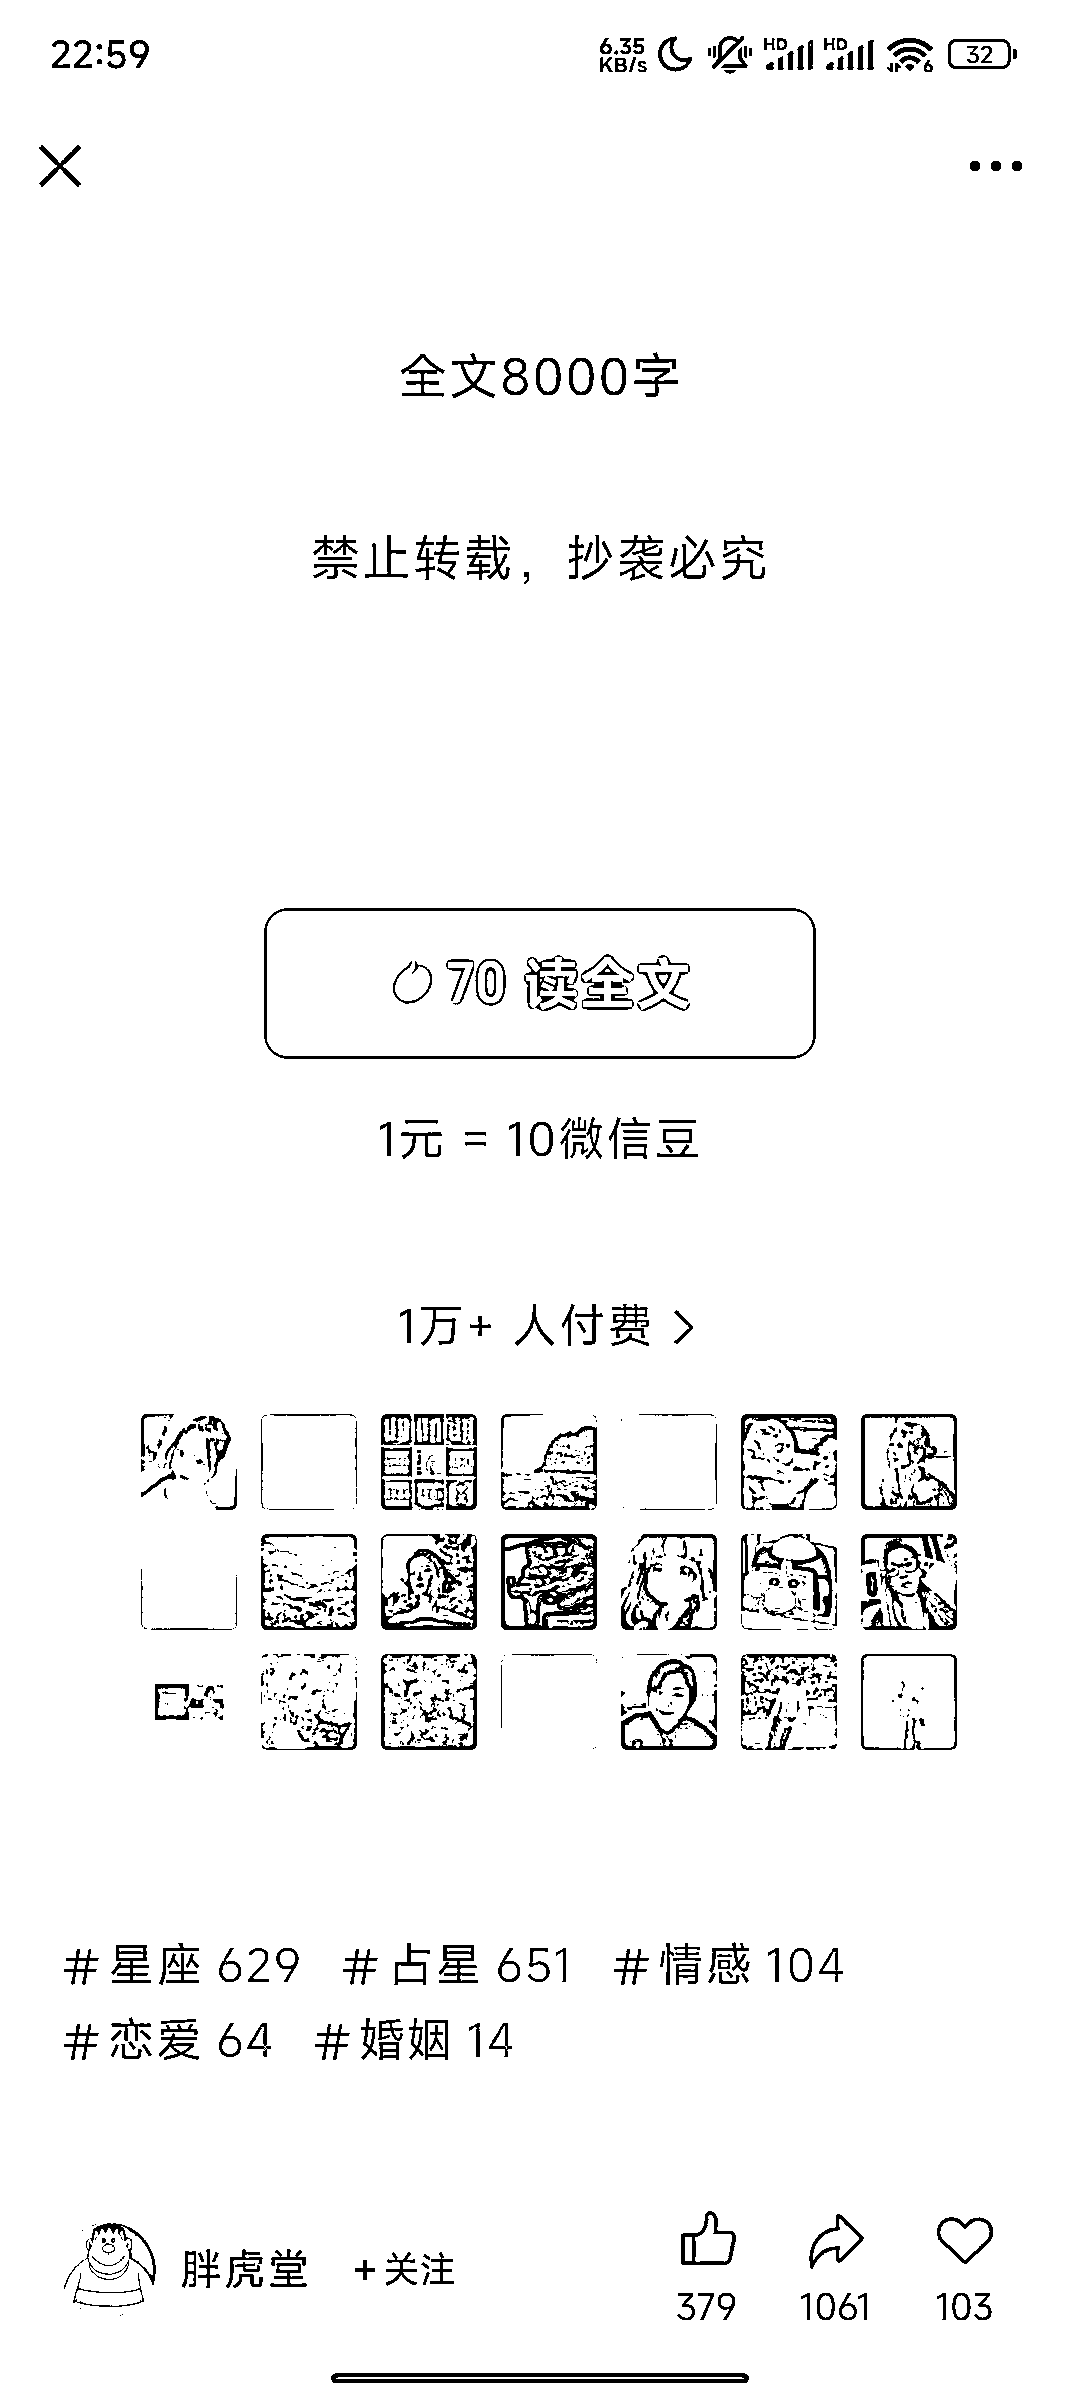 22:59 6.35 KB/s HD HD 6 32
全文8000字
禁止转载，抄袭必究
70 读全文
1元 = 10微信豆
1万+ 人付费
#星座 629 #占星 651 #情感 104
#恋爱 64 #婚姻 14
胖虎堂 +关注
379 1061 103